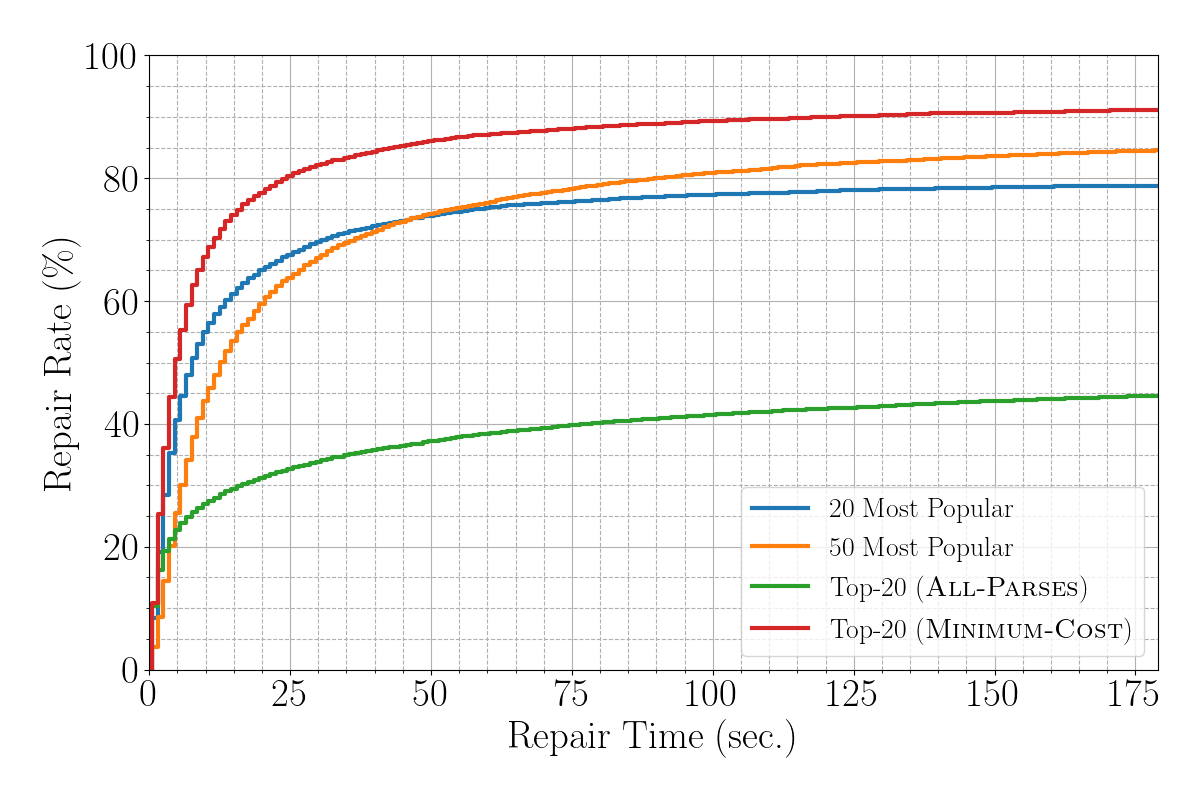 100
80
60
40
20
0
Repair Rate (%)
0 25 50 75 100 125 150 175
Repair Time (sec.)
20 Most Popular
50 Most Popular
Top-20 (All-Parses)
Top-20 (Minimum-Cost)